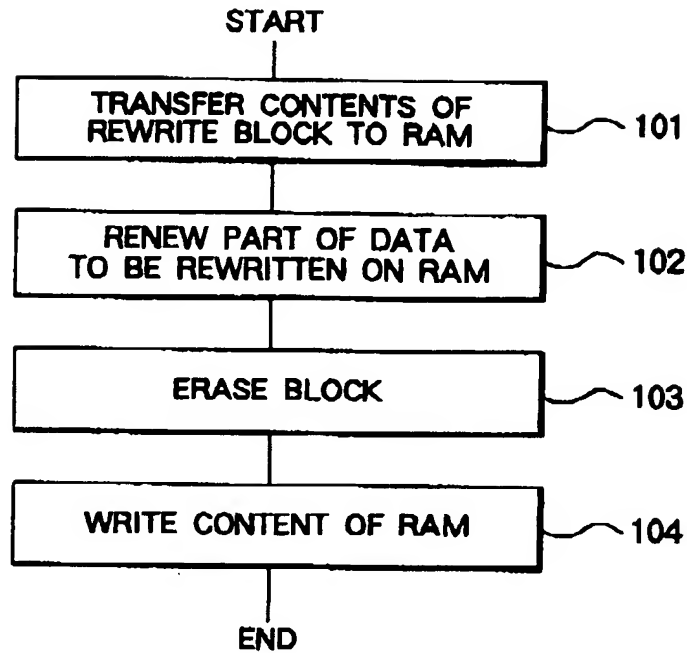 START
TRANSFER CONTENTS OF
REWRITE BLOCK TO RAM
101
RENEW PART OF DATA
TO BE REWRITTEN ON RAM
102
ERASE BLOCK
103
WRITE CONTENT OF RAM
104
END